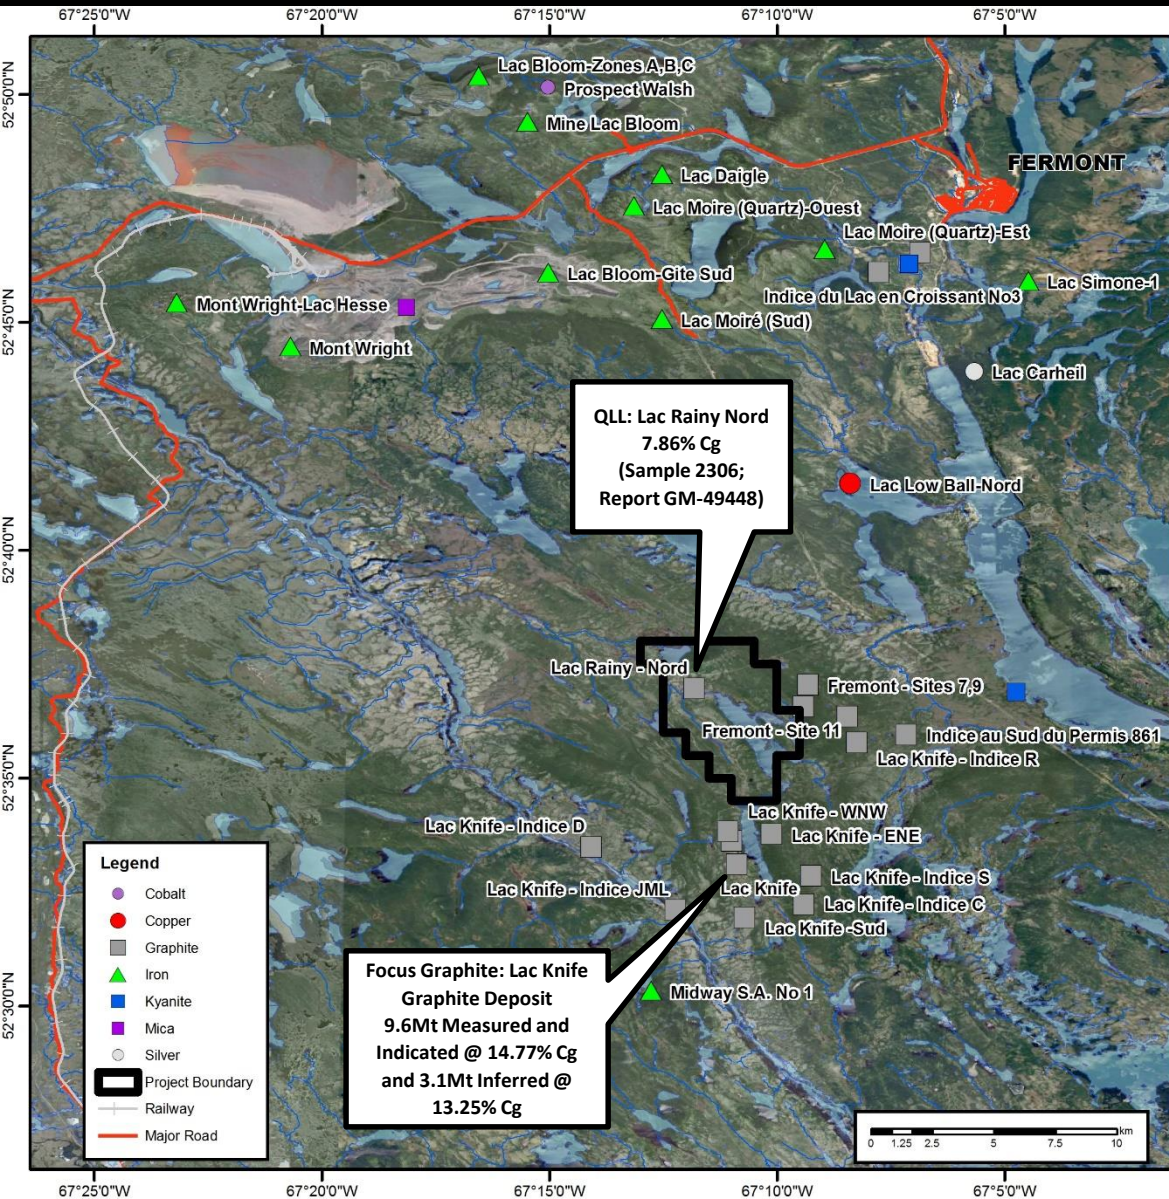 67°25'0"W
67°20'0"W
67°15'0"W
67°10'0"W
67°5'0"W
52°50'0"N
52°45'0"N
52°40'0"N
52°35'0"N
52°30'0"N
Lac Bloom-Zones A,B,C
Prospect Walsh
Mine Lac Bloom
FERMONT
Lac Daigle
Lac Moire (Quartz)-Ouest
Lac Moire (Quartz)-Est
Lac Bloom-Gite Sud
Lac Simone-1
Indice du Lac en Croissant No3
Mont Wright-Lac Hesse
Lac Moiré (Sud)
Mont Wright
Lac Carheil
QLL: Lac Rainy Nord
7.86% Cg
(Sample 2306;
Report GM-49448)
Lac Low Ball-Nord
Lac Rainy - Nord
Fremont - Sites 7,9
Fremont - Site 11
Indice au Sud du Permis 861
Lac Knife - Indice R
Lac Knife - WNW
Lac Knife - Indice D
Lac Knife - ENE
Lac Knife - Indice S
Lac Knife - Indice JML
Lac Knife
Lac Knife - Indice C
Lac Knife -Sud
Focus Graphite: Lac Knife
Graphite Deposit
9.6Mt Measured and
Indicated @ 14.77% Cg
and 3.1Mt Inferred @
13.25% Cg
Midway S.A. No 1
Legend
Cobalt
Copper
Graphite
Iron
Kyanite
Mica
Silver
Project Boundary
Railway
Major Road
km
0 1.25 2.5 5 7.5 10
67°25'0"W
67°20'0"W
67°15'0"W
67°10'0"W
67°5'0"W